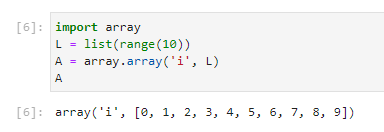 [6]: import array
L = list(range(10))
A = array.array('i', L)
A
[6]: array('i', [0, 1, 2, 3, 4, 5, 6, 7, 8, 9])